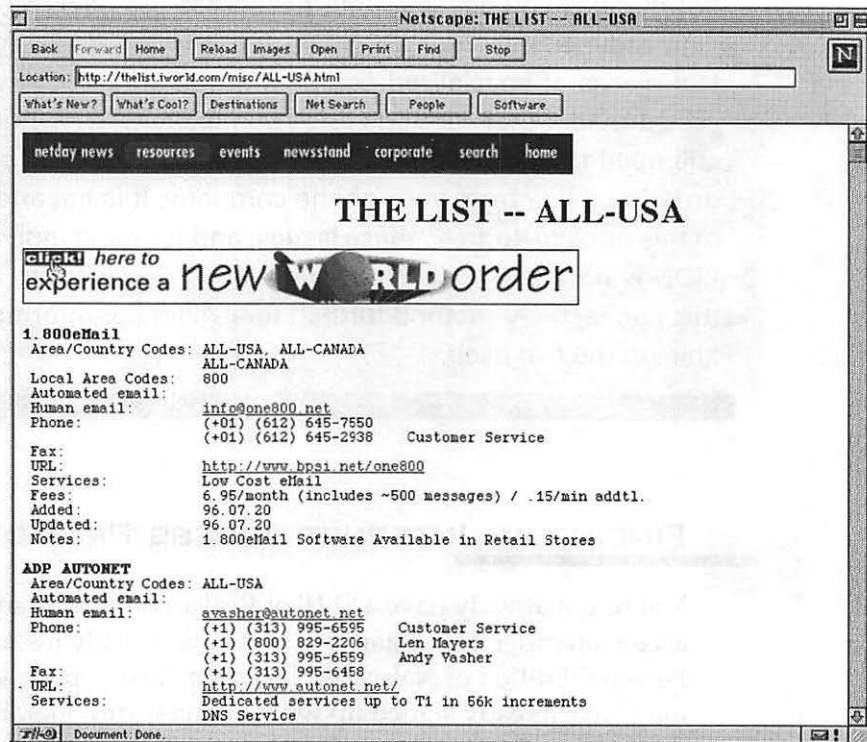 Netscape: THE LIST -- ALL-USA
Back Forward Home Reload Images Open Print Find Stop
N
Location: http://thelist.iworld.com/misc/ALL-USA.html
What's New? What's Cool? Destinations Net Search People Software
netday news resources events newsstand corporate search home
THE LIST -- ALL-USA
click! here to
experience a new iWORLD order
1.800eMail
Area/Country Codes: ALL-USA, ALL-CANADA
ALL-CANADA
Local Area Codes: 800
Automated email:
Human email: info@one800.net
Phone: (+01) (612) 645-7550
(+01) (612) 645-2938 Customer Service
Fax:
URL: http://www.bpsi.net/one800
Services: Low Cost eMail
Fees: 6.95/month (includes ~500 messages) / .15/min addtl.
Added: 96.07.20
Updated: 96.07.20
Notes: 1.800eMail Software Available in Retail Stores
ADP AUTONET
Area/Country Codes: ALL-USA
Automated email:
Human email: avasher@autonet.net
Phone: (+1) (313) 995-6595 Customer Service
(+1) (800) 829-2206 Len Mayers
(+1) (313) 995-6559 Andy Vasher
Fax: (+1) (313) 995-6458
URL: http://www.autonet.net/
Services: Dedicated services up to T1 in 56k increments
DNS Service
Document: Done.